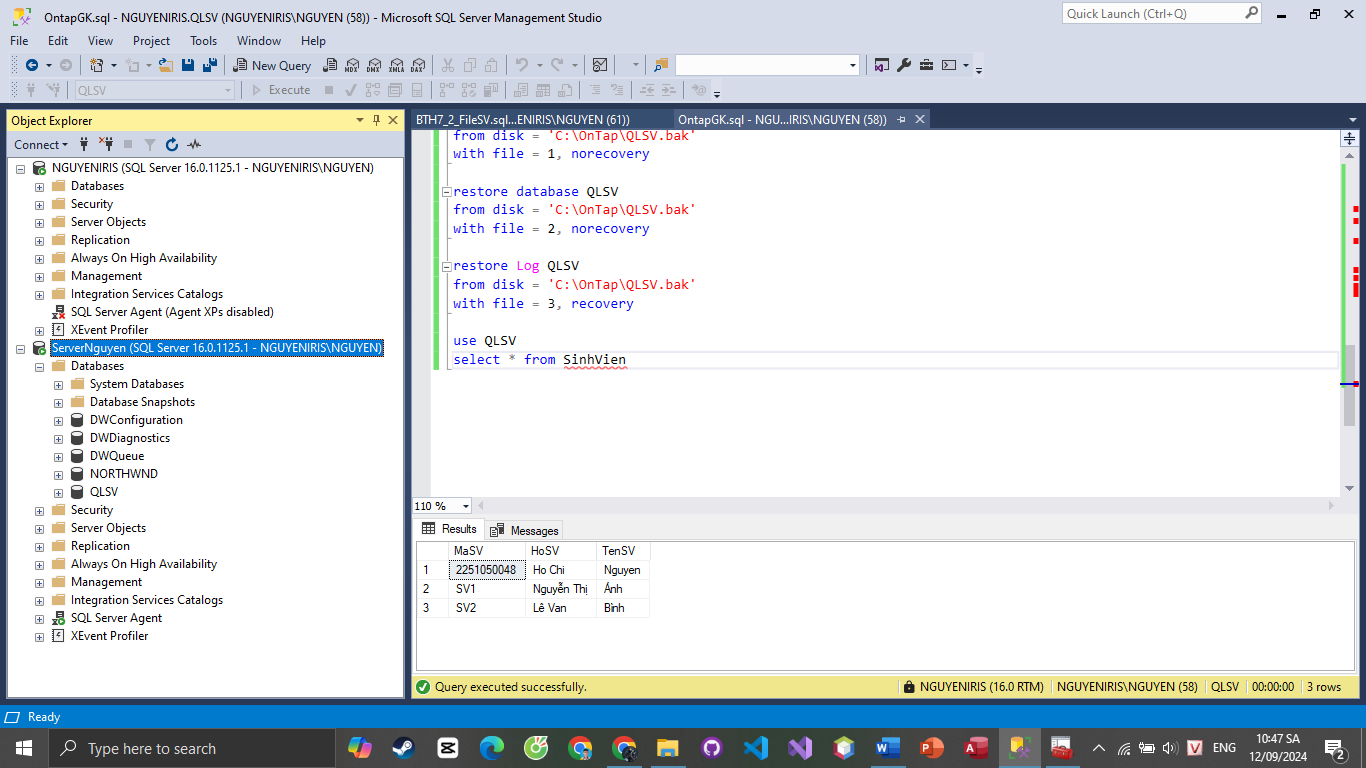 OntapGK.sql - NGUYENIRIS.QLSV (NGUYENIRIS\NGUYEN (58)) - Microsoft SQL Server Management Studio
Quick Launch (Ctrl+Q)
File Edit View Project Tools Window Help
New Query
MDX DMX XMLA DAX
QLSV
Execute
Object Explorer
Connect
NGUYENIRIS (SQL Server 16.0.1125.1 - NGUYENIRIS\NGUYEN)
Databases
Security
Server Objects
Replication
Always On High Availability
Management
Integration Services Catalogs
SQL Server Agent (Agent XPs disabled)
XEvent Profiler
ServerNguyen (SQL Server 16.0.1125.1 - NGUYENIRIS\NGUYEN)
Databases
System Databases
Database Snapshots
DWConfiguration
DWDiagnostics
DWQueue
NORTHWND
QLSV
Security
Server Objects
Replication
Always On High Availability
Management
Integration Services Catalogs
SQL Server Agent
XEvent Profiler
BTH7_2_FileSV.sql...ENIRIS\NGUYEN (61))
OntapGK.sql - NGU...IRIS\NGUYEN (58))
from disk = 'C:\OnTap\QLSV.bak'
with file = 1, norecovery
restore database QLSV
from disk = 'C:\OnTap\QLSV.bak'
with file = 2, norecovery
restore Log QLSV
from disk = 'C:\OnTap\QLSV.bak'
with file = 3, recovery
use QLSV
select * from SinhVien
110 %
Results Messages
MaSV HoSV TenSV
1 2251050048 Ho Chi Nguyen
2 SV1 Nguyễn Thị Ánh
3 SV2 Lê Van Bình
Query executed successfully.
NGUYENIRIS (16.0 RTM) NGUYENIRIS\NGUYEN (58) QLSV 00:00:00 3 rows
Ready
Type here to search
ENG
10:47 SA
12/09/2024
2